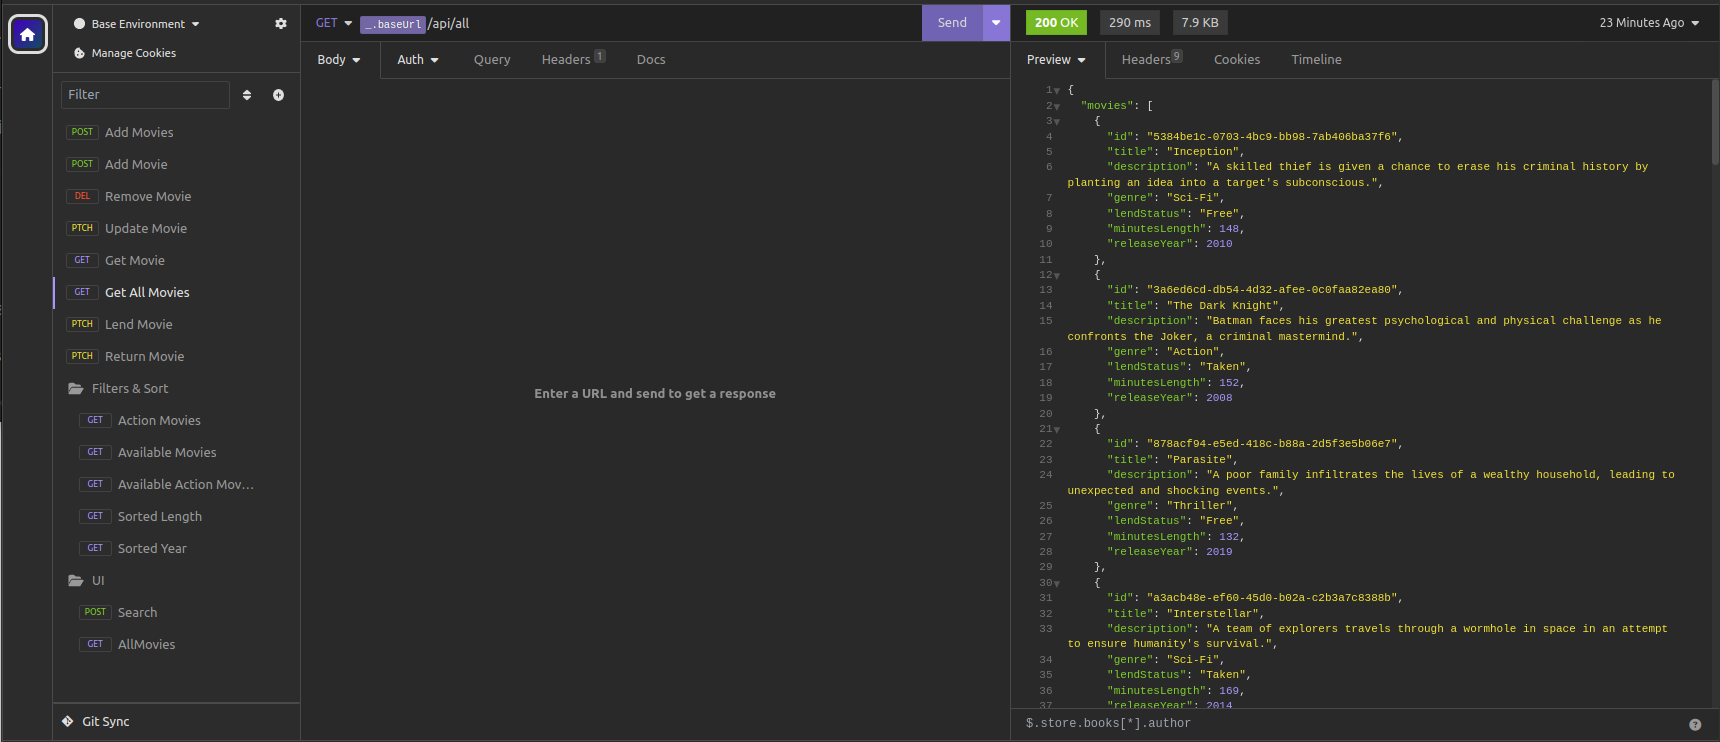 Base Environment
Manage Cookies
Filter
POST Add Movies
POST Add Movie
DEL Remove Movie
PTCH Update Movie
GET Get Movie
GET Get All Movies
PTCH Lend Movie
PTCH Return Movie
Filters & Sort
GET Action Movies
GET Available Movies
GET Available Action Mov...
GET Sorted Length
GET Sorted Year
UI
POST Search
GET AllMovies
Git Sync
GET _.baseUrl /api/all Send
Body Auth Query Headers 1 Docs
Enter a URL and send to get a response
200 OK 290 ms 7.9 KB 23 Minutes Ago
Preview Headers 9 Cookies Timeline
1 {
2 "movies": [
3 {
4 "id": "5384be1c-0703-4bc9-bb98-7ab406ba37f6",
5 "title": "Inception",
6 "description": "A skilled thief is given a chance to erase his criminal history by
planting an idea into a target's subconscious.",
7 "genre": "Sci-Fi",
8 "lendStatus": "Free",
9 "minutesLength": 148,
10 "releaseYear": 2010
11 },
12 {
13 "id": "3a6ed6cd-db54-4d32-afee-0c0faa82ea80",
14 "title": "The Dark Knight",
15 "description": "Batman faces his greatest psychological and physical challenge as he
confronts the Joker, a criminal mastermind.",
16 "genre": "Action",
17 "lendStatus": "Taken",
18 "minutesLength": 152,
19 "releaseYear": 2008
20 },
21 {
22 "id": "878acf94-e5ed-418c-b88a-2d5f3e5b06e7",
23 "title": "Parasite",
24 "description": "A poor family infiltrates the lives of a wealthy household, leading to
unexpected and shocking events.",
25 "genre": "Thriller",
26 "lendStatus": "Free",
27 "minutesLength": 132,
28 "releaseYear": 2019
29 },
30 {
31 "id": "a3acb48e-ef60-45d0-b02a-c2b3a7c8388b",
32 "title": "Interstellar",
33 "description": "A team of explorers travels through a wormhole in space in an attempt
to ensure humanity's survival.",
34 "genre": "Sci-Fi",
35 "lendStatus": "Taken",
36 "minutesLength": 169,
37 "releaseYear": 2014
$.store.books[*].author